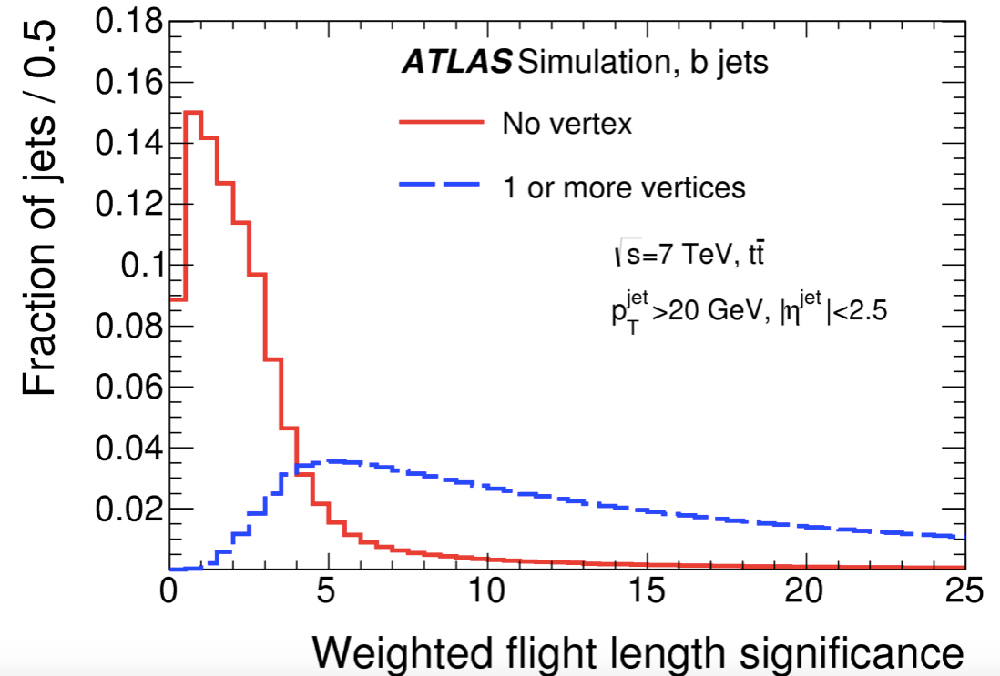 Fraction of jets / 0.5
0.18
0.16
0.14
0.12
0.1
0.08
0.06
0.04
0.02
ATLAS Simulation, b jets
No vertex
1 or more vertices
√s=7 TeV, tt̄
p_T^jet >20 GeV, |η^jet |<2.5
0 5 10 15 20 25
Weighted flight length significance